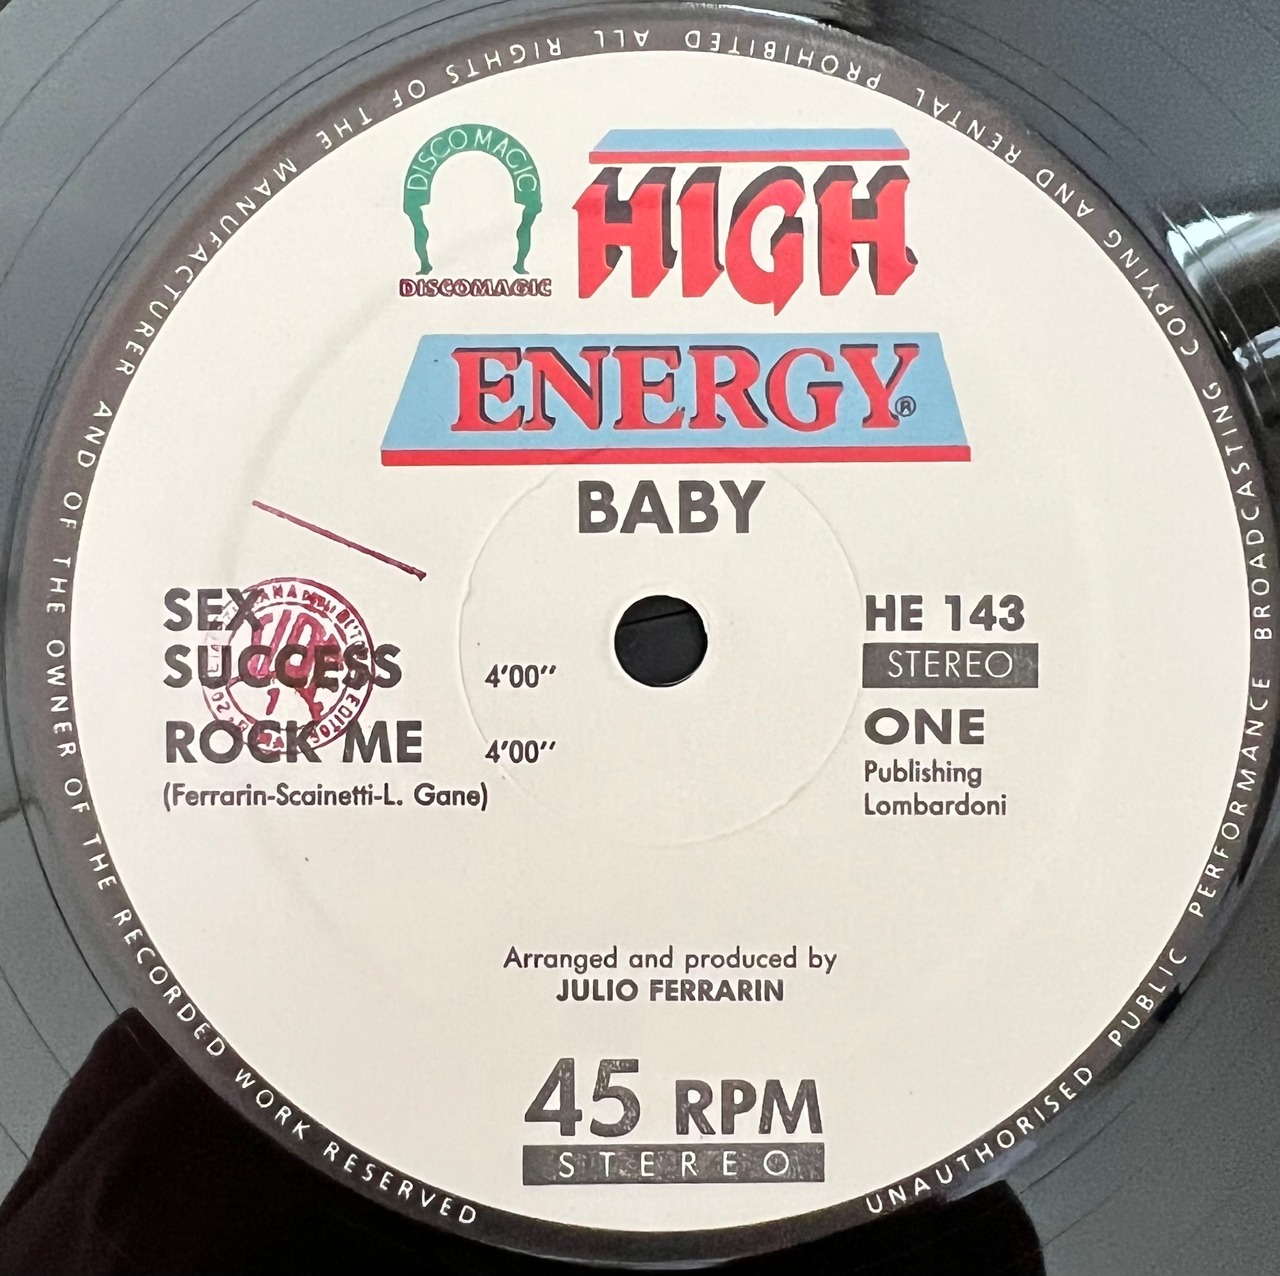 ALL RIGHTS OF THE MANUFACTURER AND OF THE OWNER OF THE RECORDED WORK RESERVED
UNAUTHORISED PUBLIC PERFORMANCE BROADCASTING COPYING AND RENTAL PROHIBITED
DISCOMAGIC
DISCOMAGIC
HIGH
ENERGY®
BABY
SEX
SUCCESS 4'00''
ROCK ME 4'00''
(Ferrarin-Scainetti-L. Gane)
HE 143
STEREO
ONE
Publishing
Lombardoni
Arranged and produced by
JULIO FERRARIN
45 RPM
STEREO